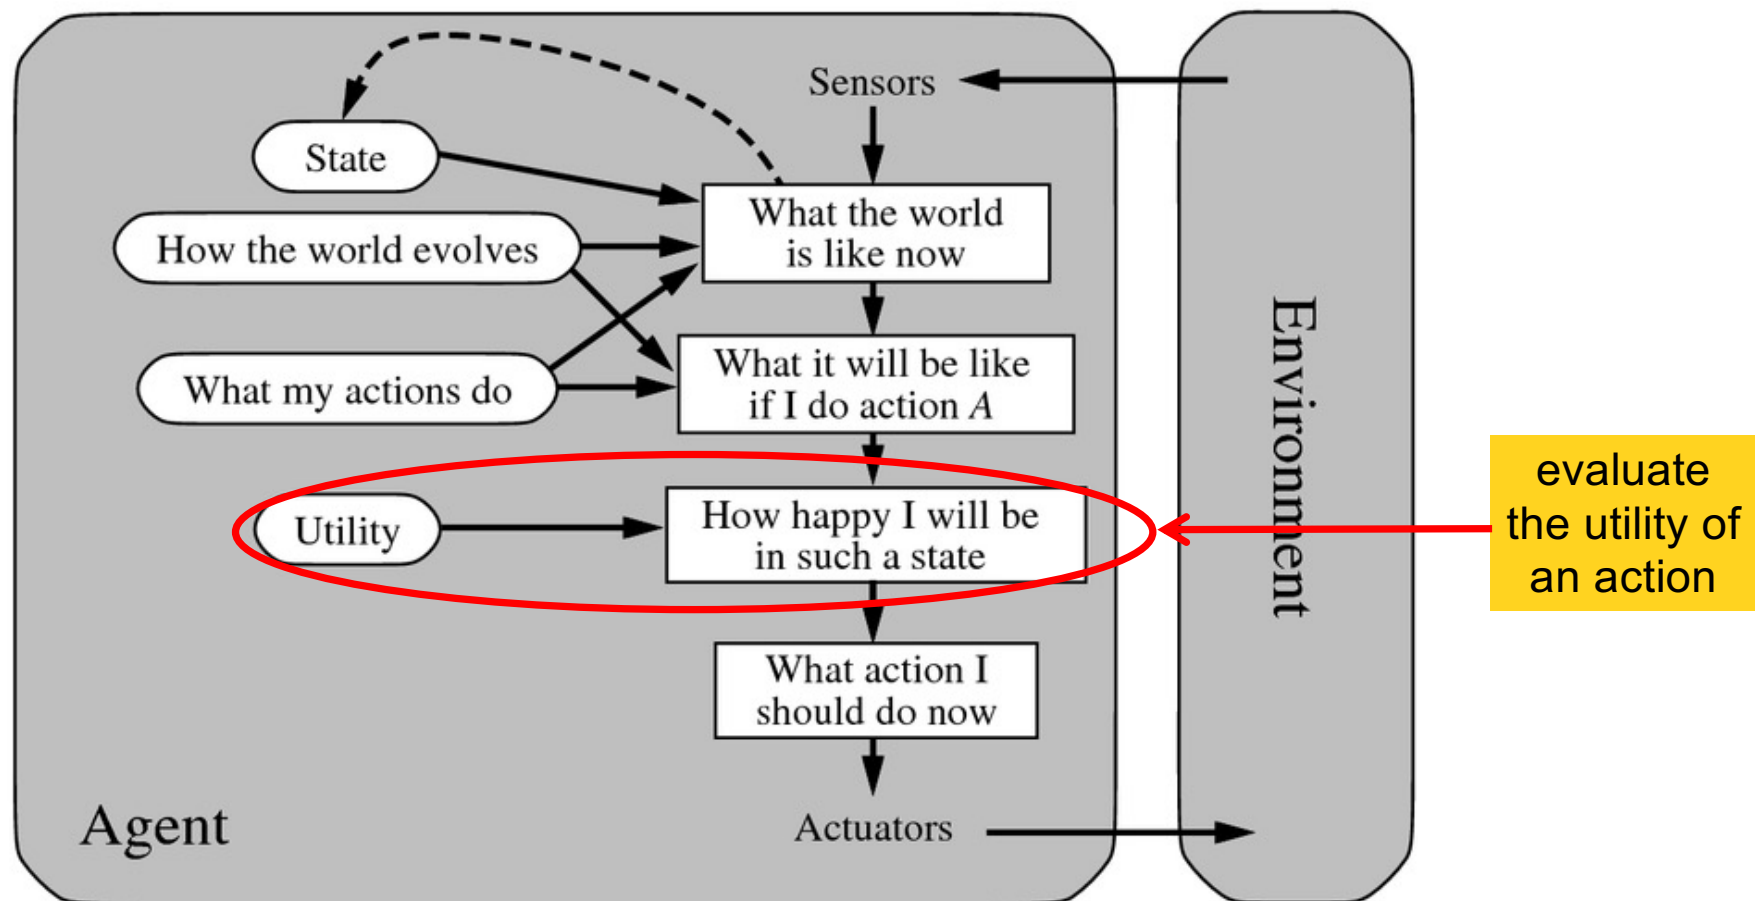 Sensors
State
What the world
is like now
How the world evolves
What it will be like
if I do action A
What my actions do
Environment
Utility
How happy I will be
in such a state
evaluate
the utility of
an action
What action I
should do now
Agent
Actuators